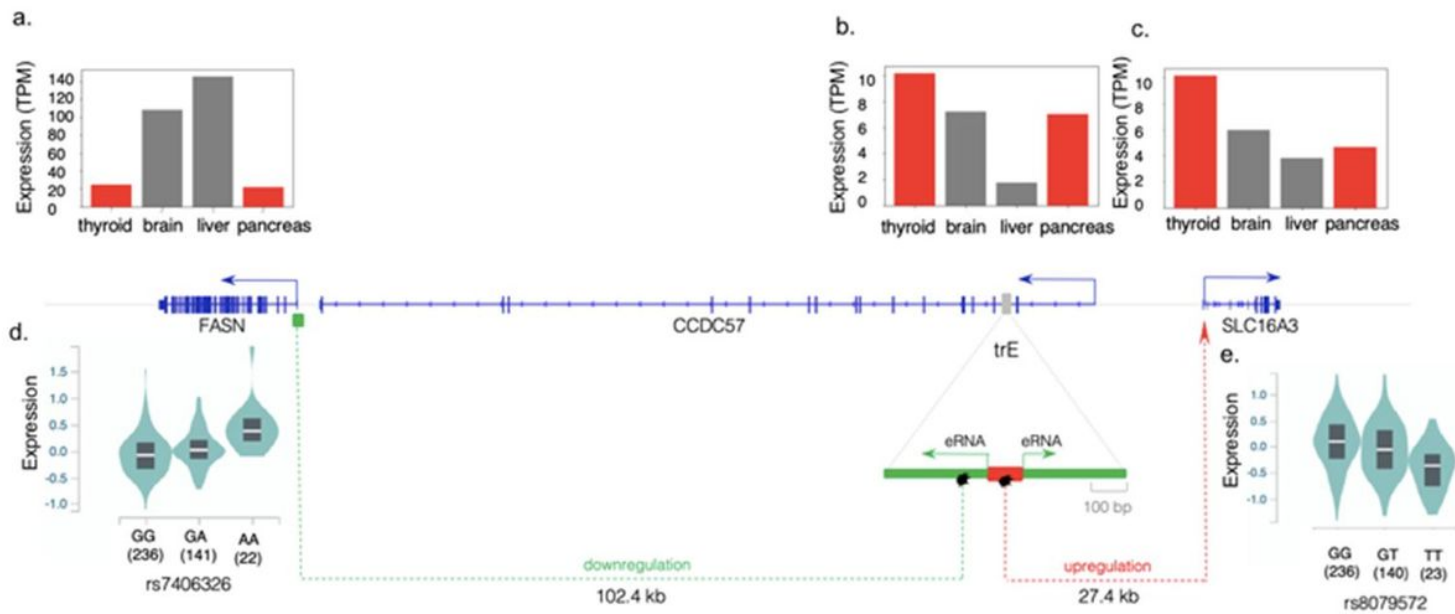 a.
Expression (TPM)
140
120
100
80
60
40
20
0
thyroid brain liver pancreas
b.
Expression (TPM)
10
8
6
4
2
0
thyroid brain liver pancreas
c.
Expression (TPM)
10
8
6
4
2
0
thyroid brain liver pancreas
FASN
CCDC57
trE
SLC16A3
d.
Expression
1.5
1.0
0.5
0.0
-0.5
-1.0
GG GA AA
(236) (141) (22)
rs7406326
eRNA eRNA
100 bp
downregulation
102.4 kb
upregulation
27.4 kb
e.
Expression
1.0
0.5
0.0
-0.5
-1.0
GG GT TT
(236) (140) (23)
rs8079572